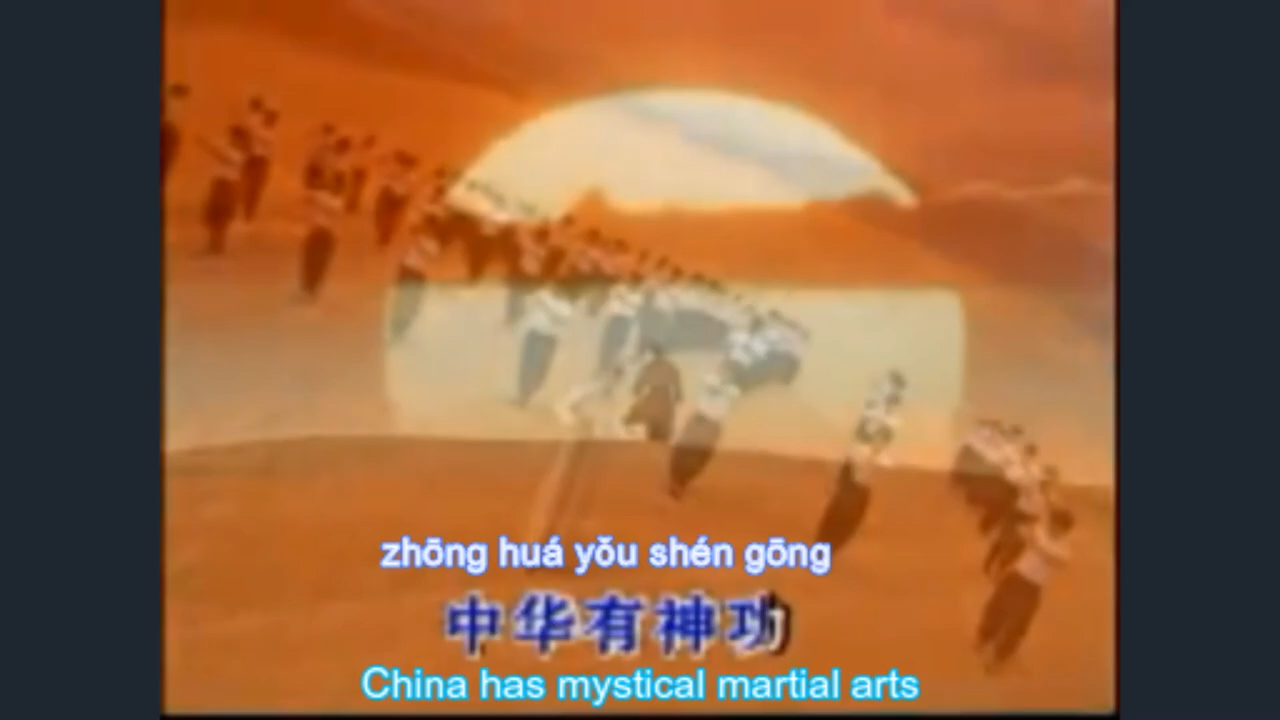 zhōng huá yǒu shén gōng
中华有神功
China has mystical martial arts